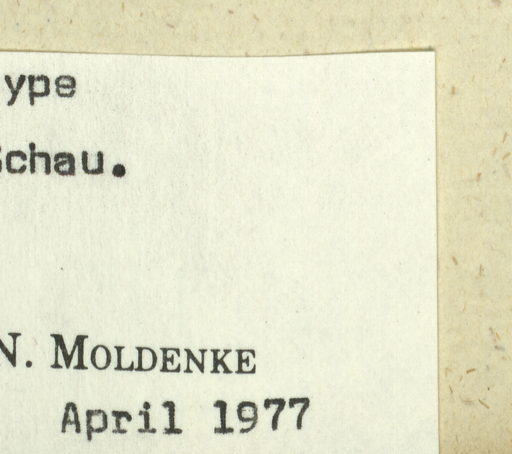 ype
Schau.
N. MOLDENKE
April 1977